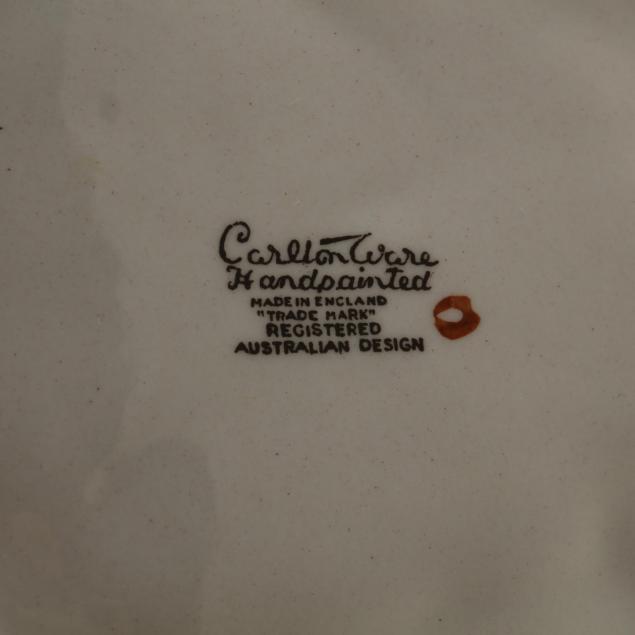 Carlton Ware
Handpainted
MADE IN ENGLAND
"TRADE MARK"
REGISTERED
AUSTRALIAN DESIGN